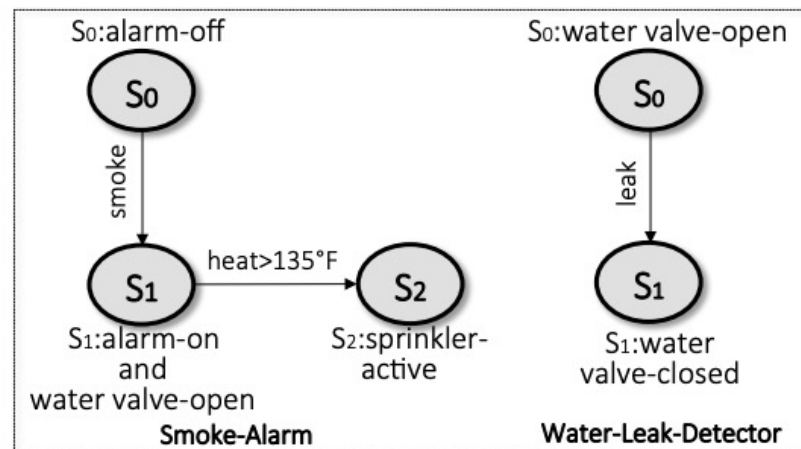 S₀:alarm-off
S₀
smoke
S₁
heat>135°F
S₂
S₁:alarm-on
and
water valve-open
S₂:sprinkler-
active
Smoke-Alarm
S₀:water valve-open
S₀
leak
S₁
S₁:water
valve-closed
Water-Leak-Detector